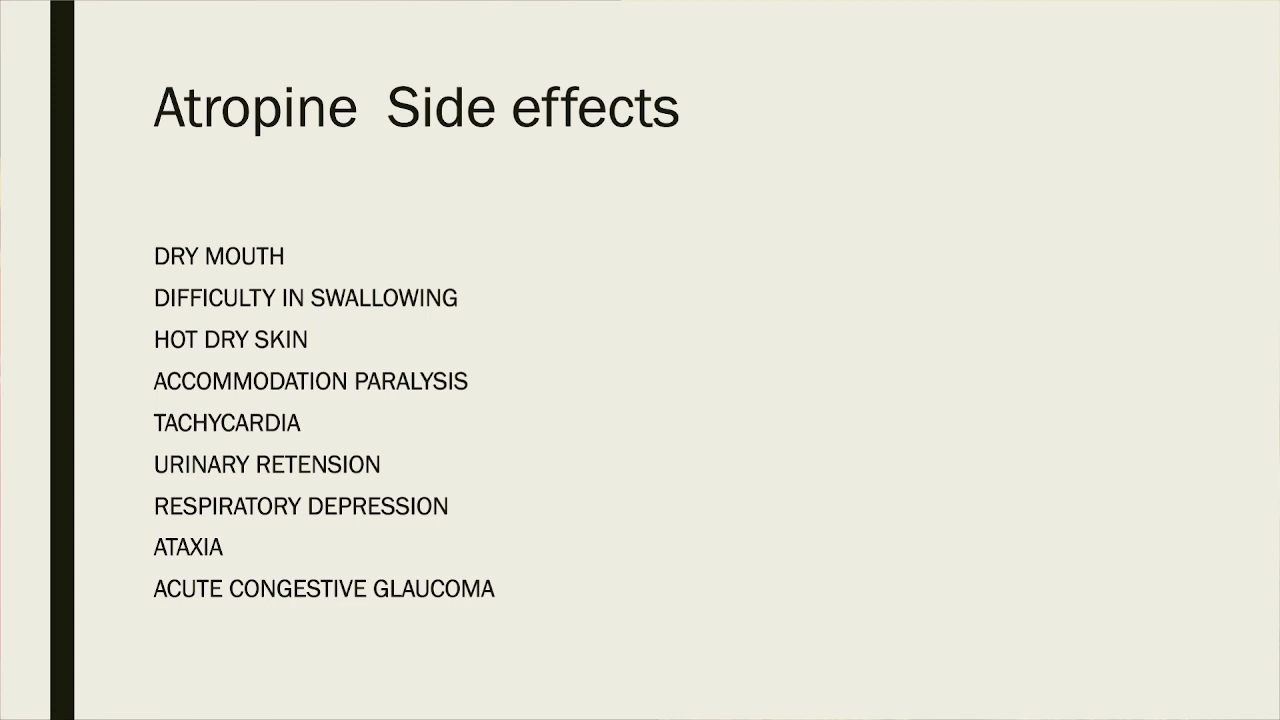 Atropine  Side effects
DRY MOUTH
DIFFICULTY IN SWALLOWING
HOT DRY SKIN
ACCOMMODATION PARALYSIS
TACHYCARDIA
URINARY RETENSION
RESPIRATORY DEPRESSION
ATAXIA
ACUTE CONGESTIVE GLAUCOMA